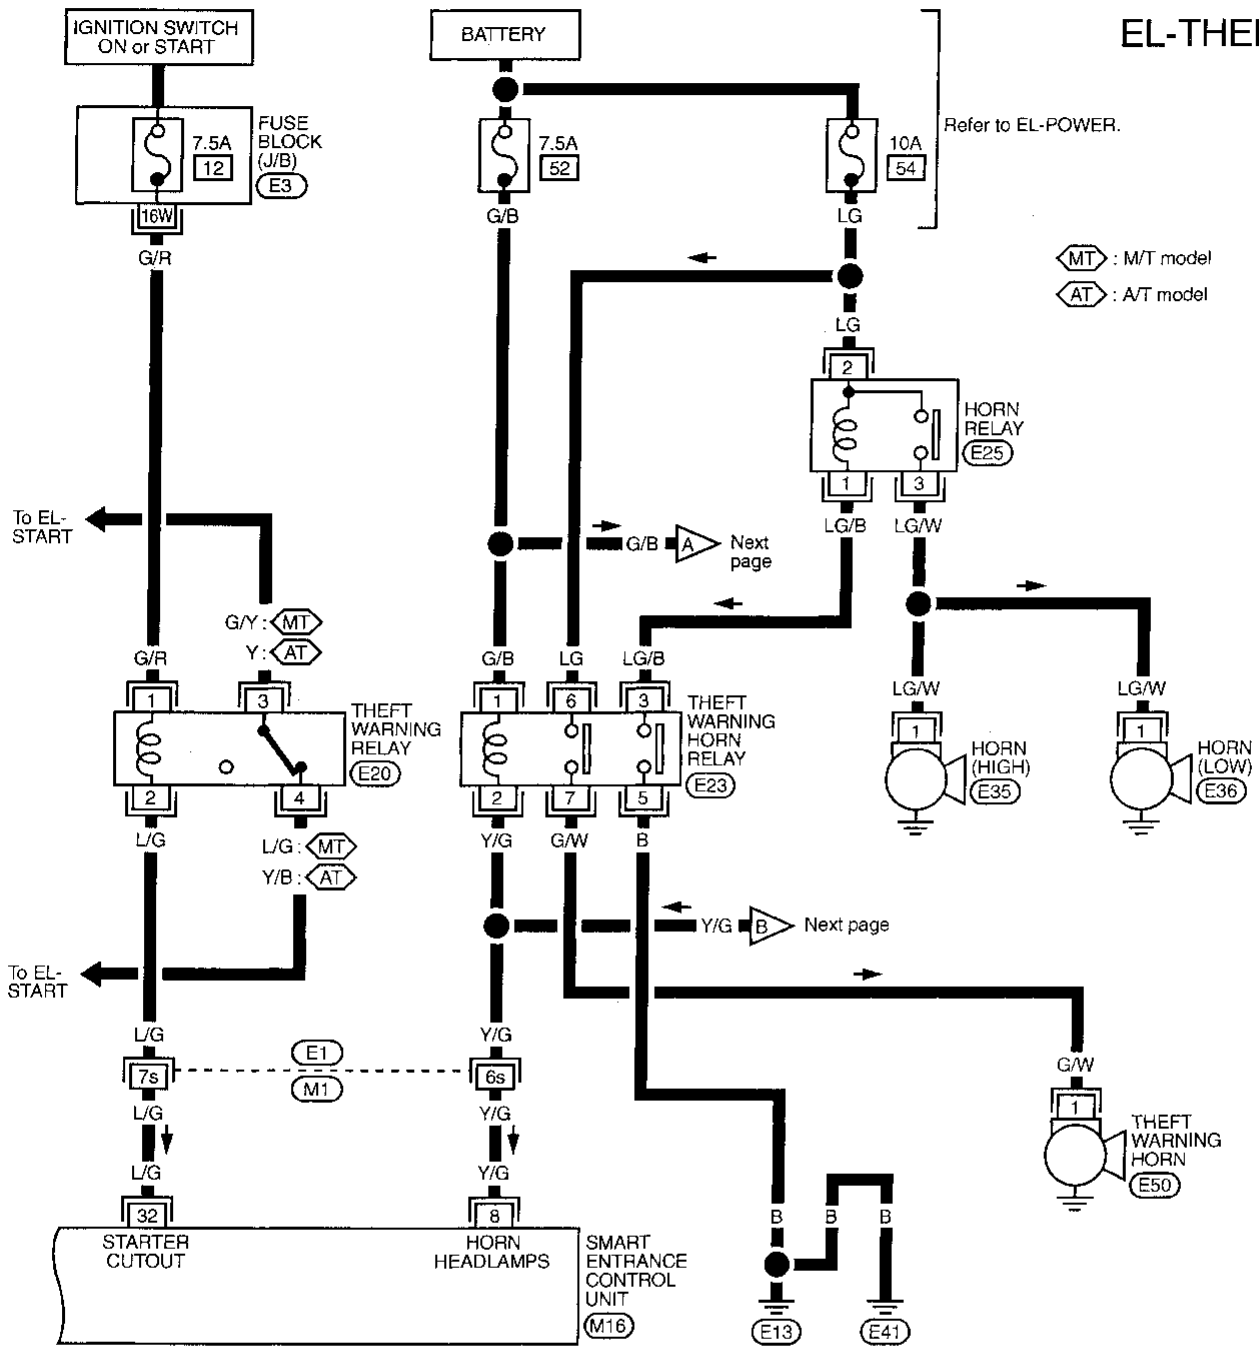 IGNITION SWITCH
ON or START
BATTERY
EL-THE
FUSE
BLOCK
(J/B)
E3
7.5A
12
7.5A
52
10A
54
Refer to EL-POWER.
16W
G/R
G/B
LG
MT : M/T model
AT : A/T model
LG
2
HORN
RELAY
E25
1
3
LG/B
LG/W
To EL-
START
G/B
A
Next
page
G/Y : MT
Y : AT
G/R
G/B
LG
LG/B
LG/W
LG/W
1
3
1
6
3
1
1
THEFT
WARNING
RELAY
E20
THEFT
WARNING
HORN
RELAY
E23
HORN
(HIGH)
E35
HORN
(LOW)
E36
2
4
2
7
5
L/G
L/G : MT
Y/B : AT
Y/G
G/W
B
Y/G
B
Next page
To EL-
START
L/G
Y/G
E1
M1
7s
6s
L/G
Y/G
G/W
1
THEFT
WARNING
HORN
E50
L/G
Y/G
32
8
B
B
B
STARTER
CUTOUT
HORN
HEADLAMPS
SMART
ENTRANCE
CONTROL
UNIT
M16
E13
E41